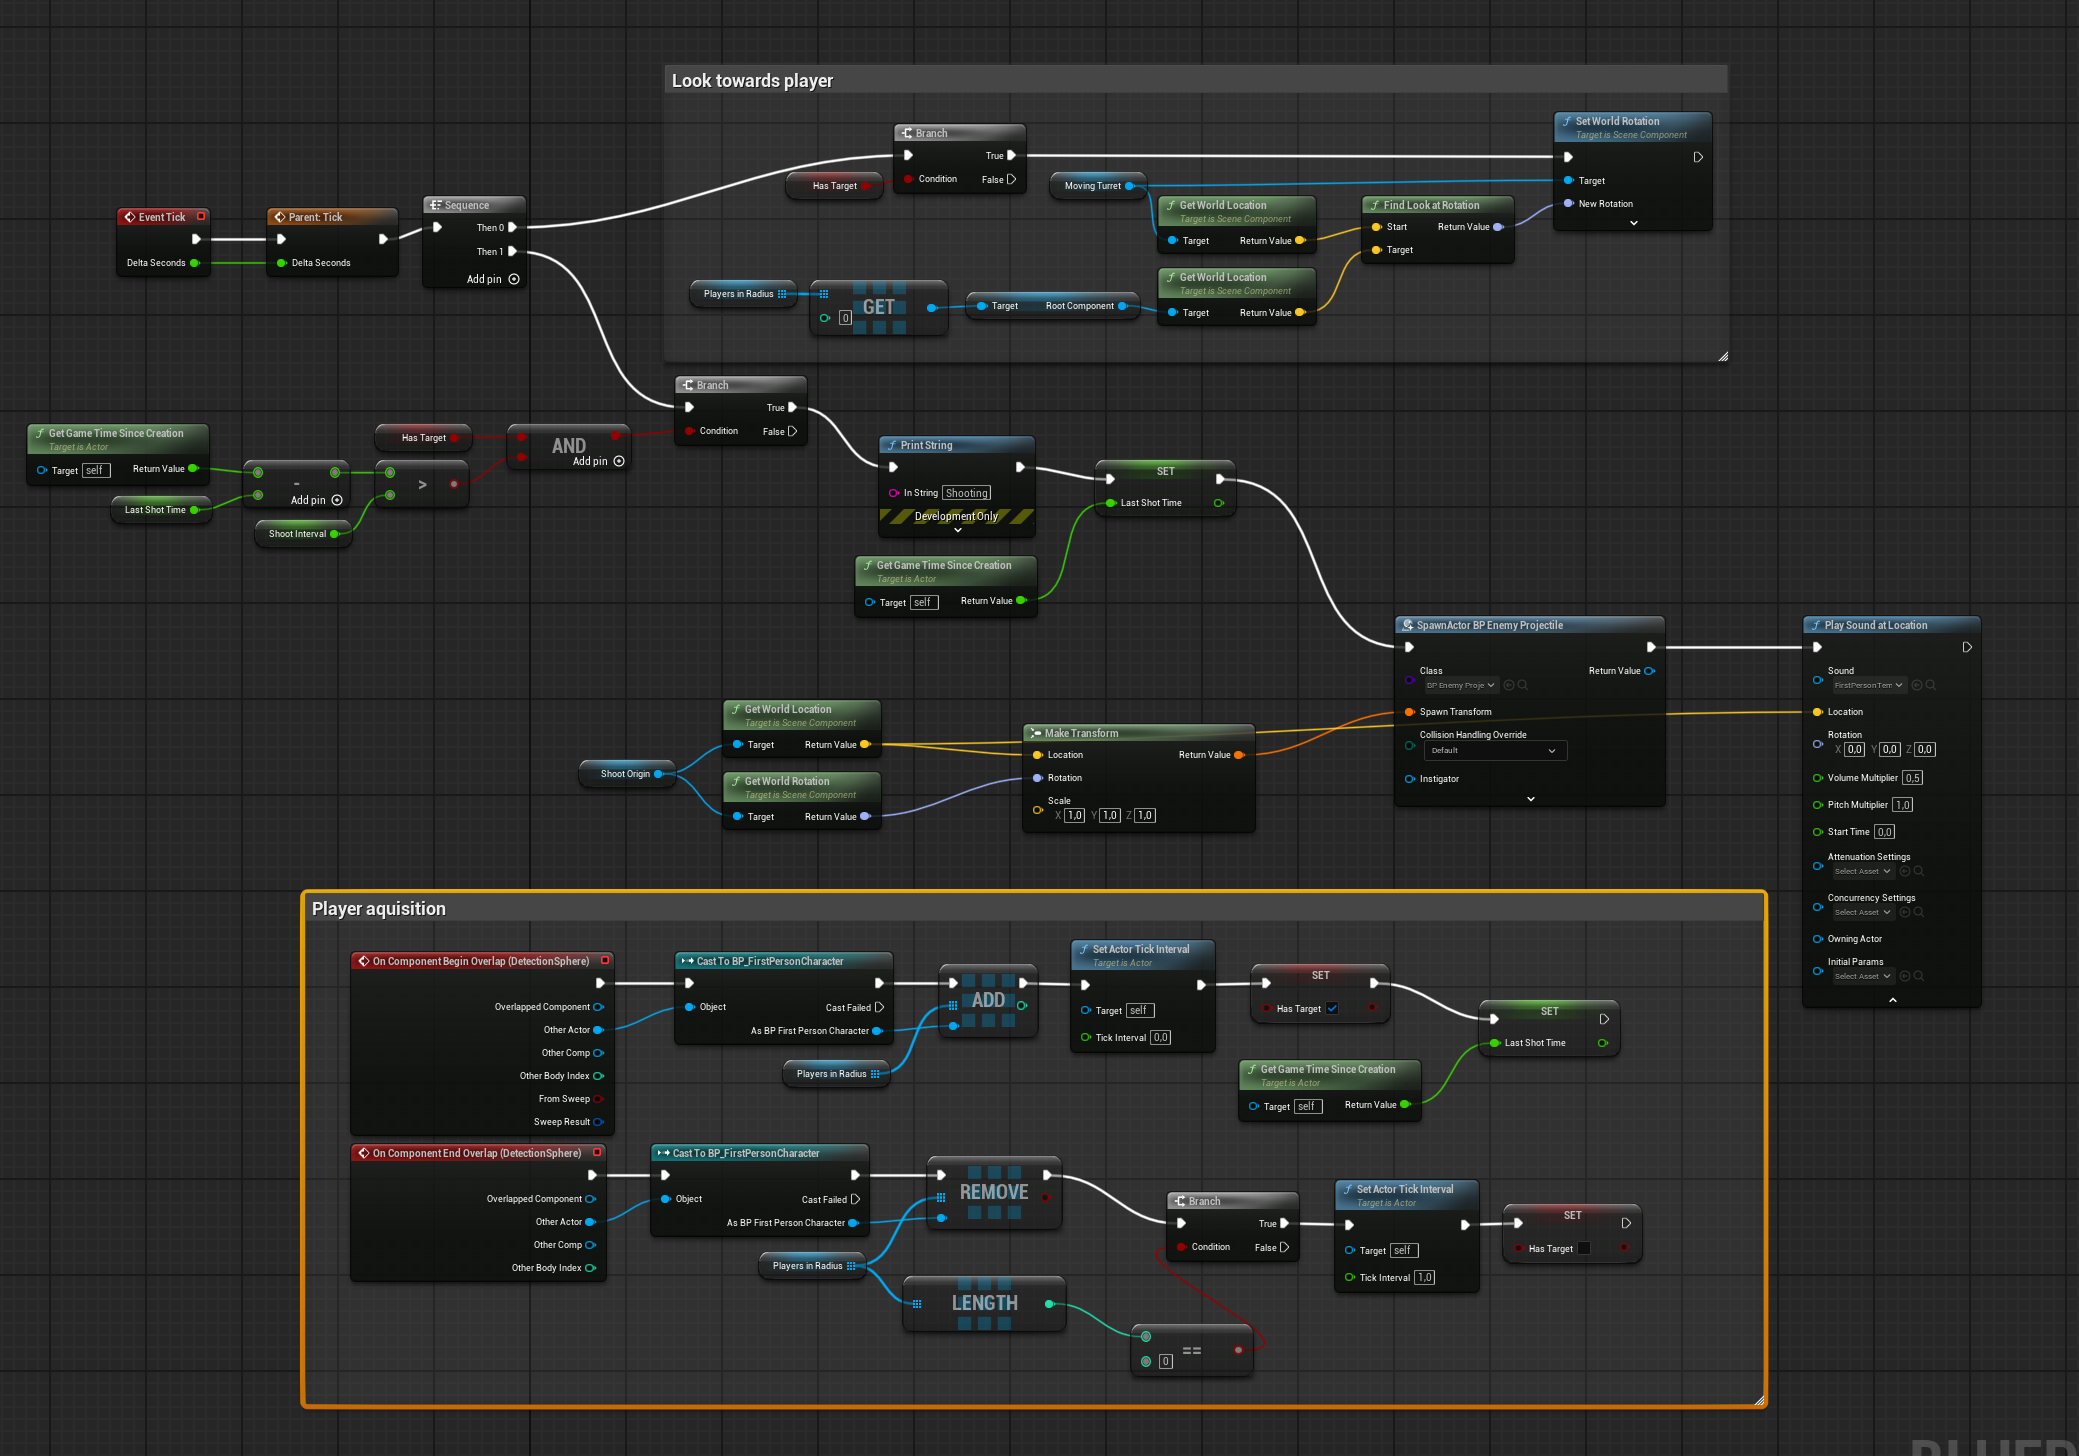 Look towards player
Branch
True
Condition
False
Has Target
Moving Turret
Set World Rotation
Target is Scene Component
Target
New Rotation
Get World Location
Target is Scene Component
Target
Return Value
Find Look at Rotation
Start
Return Value
Target
Get World Location
Target is Scene Component
Target
Return Value
Players in Radius
GET
0
Target
Root Component
Event Tick
Delta Seconds
Parent: Tick
Delta Seconds
Sequence
Then 0
Then 1
Add pin
Branch
True
Condition
False
Get Game Time Since Creation
Target is Actor
Target
self
Return Value
Last Shot Time
-
Add pin
Shoot Interval
>
Has Target
AND
Add pin
Print String
In String
Shooting
Development Only
SET
Last Shot Time
Get Game Time Since Creation
Target is Actor
Target
self
Return Value
SpawnActor BP Enemy Projectile
Class
BP Enemy Proje
Return Value
Spawn Transform
Collision Handling Override
Default
Instigator
Play Sound at Location
Sound
FirstPersonTem
Location
Rotation
X 0,0 Y 0,0 Z 0,0
Volume Multiplier 0,5
Pitch Multiplier 1,0
Start Time 0,0
Attenuation Settings
Select Asset
Concurrency Settings
Select Asset
Owning Actor
Initial Params
Select Asset
Shoot Origin
Get World Location
Target is Scene Component
Target
Return Value
Get World Rotation
Target is Scene Component
Target
Return Value
Make Transform
Location
Return Value
Rotation
Scale
X 1,0 Y 1,0 Z 1,0
Player aquisition
On Component Begin Overlap (DetectionSphere)
Overlapped Component
Other Actor
Other Comp
Other Body Index
From Sweep
Sweep Result
Cast To BP_FirstPersonCharacter
Object
Cast Failed
As BP First Person Character
Players in Radius
ADD
Set Actor Tick Interval
Target is Actor
Target
self
Tick Interval
0,0
SET
Has Target
SET
Last Shot Time
Get Game Time Since Creation
Target is Actor
Target
self
Return Value
On Component End Overlap (DetectionSphere)
Overlapped Component
Other Actor
Other Comp
Other Body Index
Cast To BP_FirstPersonCharacter
Object
Cast Failed
As BP First Person Character
Players in Radius
REMOVE
LENGTH
==
0
Branch
True
Condition
False
Set Actor Tick Interval
Target is Actor
Target
self
Tick Interval
1,0
SET
Has Target